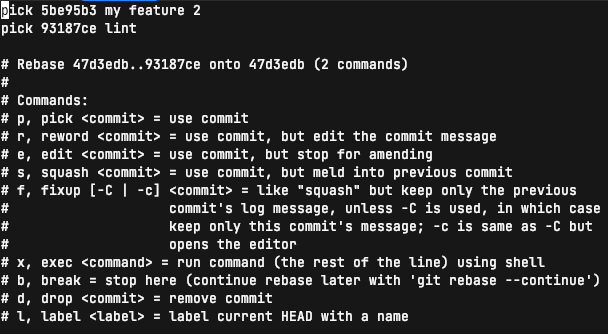 pick 5be95b3 my feature 2
pick 93187ce lint

# Rebase 47d3edb..93187ce onto 47d3edb (2 commands)
#
# Commands:
# p, pick <commit> = use commit
# r, reword <commit> = use commit, but edit the commit message
# e, edit <commit> = use commit, but stop for amending
# s, squash <commit> = use commit, but meld into previous commit
# f, fixup [-C | -c] <commit> = like "squash" but keep only the previous
#                    commit's log message, unless -C is used, in which case
#                    keep only this commit's message; -c is same as -C but
#                    opens the editor
# x, exec <command> = run command (the rest of the line) using shell
# b, break = stop here (continue rebase later with 'git rebase --continue')
# d, drop <commit> = remove commit
# l, label <label> = label current HEAD with a name